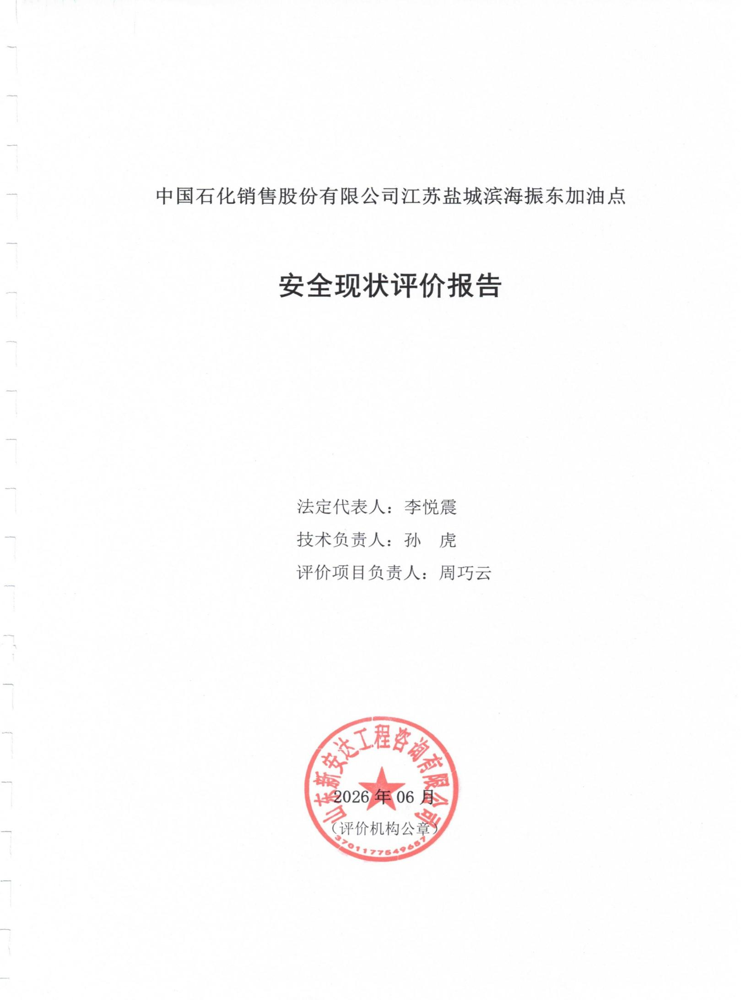 中国石化销售股份有限公司江苏盐城滨海振东加油点
安全现状评价报告
法定代表人：李悦震
技术负责人：孙　虎
评价项目负责人：周巧云
山东新安达工程咨询有限公司
2026年06月
（评价机构公章）
3701177549657